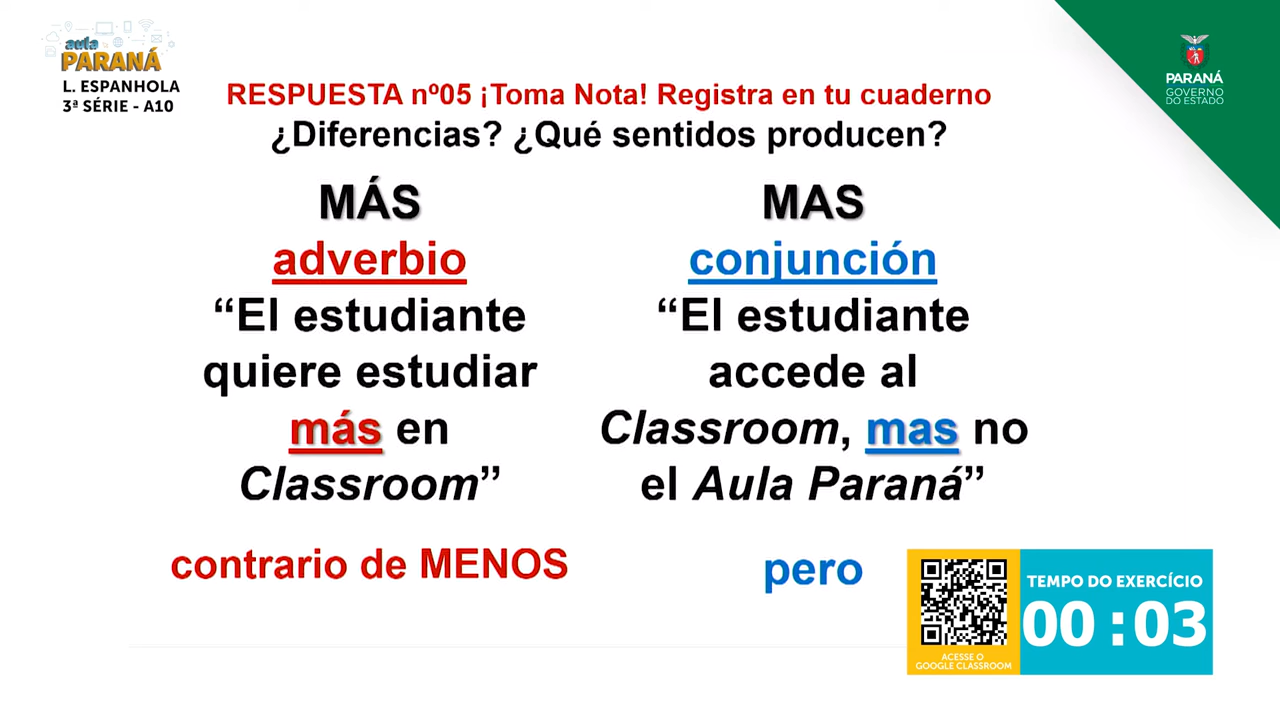 aula
PARANÁ
L. ESPANHOLA
3ª SÉRIE - A10
PARANÁ
GOVERNO
DO ESTADO
RESPUESTA nº05 ¡Toma Nota! Registra en tu cuaderno
¿Diferencias? ¿Qué sentidos producen?
MÁS
adverbio
“El estudiante
quiere estudiar
más en
Classroom”
contrario de MENOS
MAS
conjunción
“El estudiante
accede al
Classroom, mas no
el Aula Paraná”
pero
ACESSE O
GOOGLE CLASSROOM
TEMPO DO EXERCÍCIO
00:03